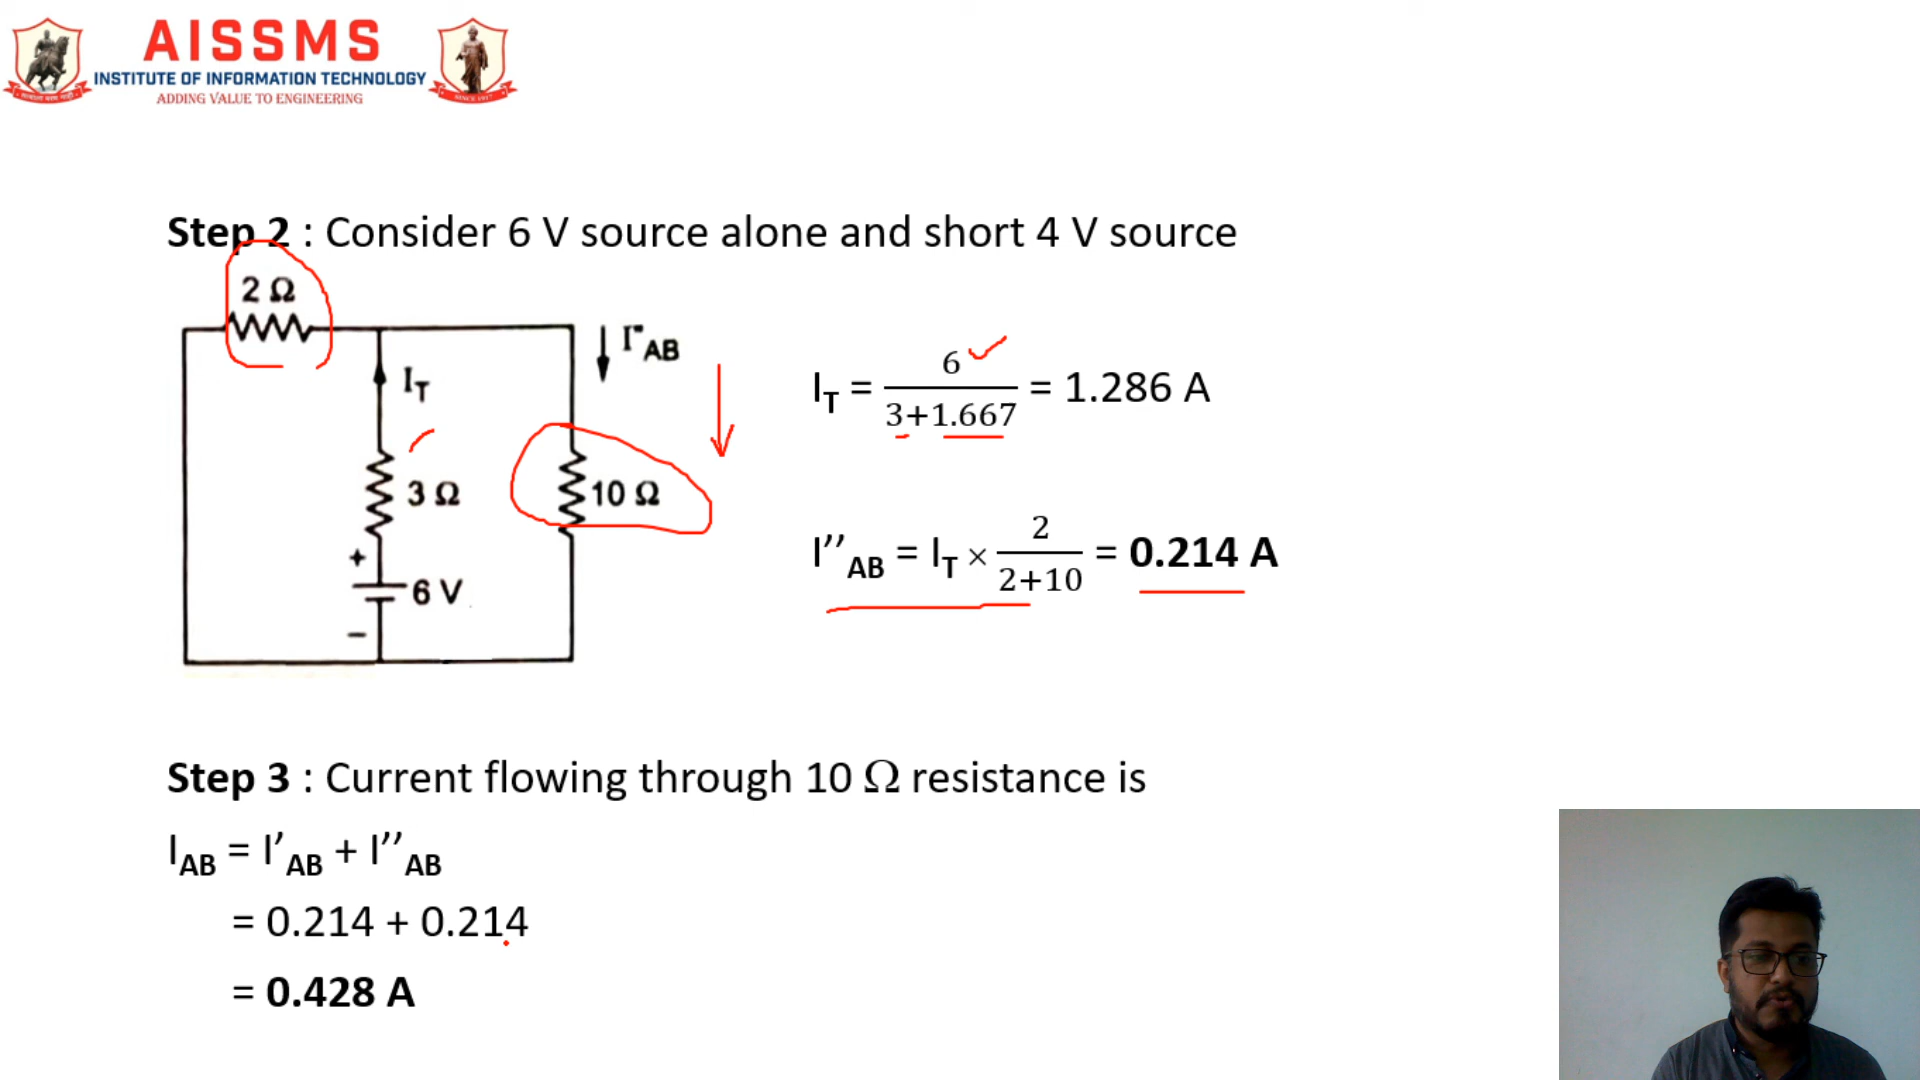 AISSMS
INSTITUTE OF INFORMATION TECHNOLOGY
ADDING VALUE TO ENGINEERING
SINCE 1917
Step 2 : Consider 6 V source alone and short 4 V source
2 Ω
I"AB
IT
3 Ω
10 Ω
+
6 V
−
IT = 6/(3+1.667) = 1.286 A
I’’AB = IT × 2/(2+10) = 0.214 A
Step 3 : Current flowing through 10 Ω resistance is
IAB = I’AB + I’’AB
= 0.214 + 0.214
= 0.428 A